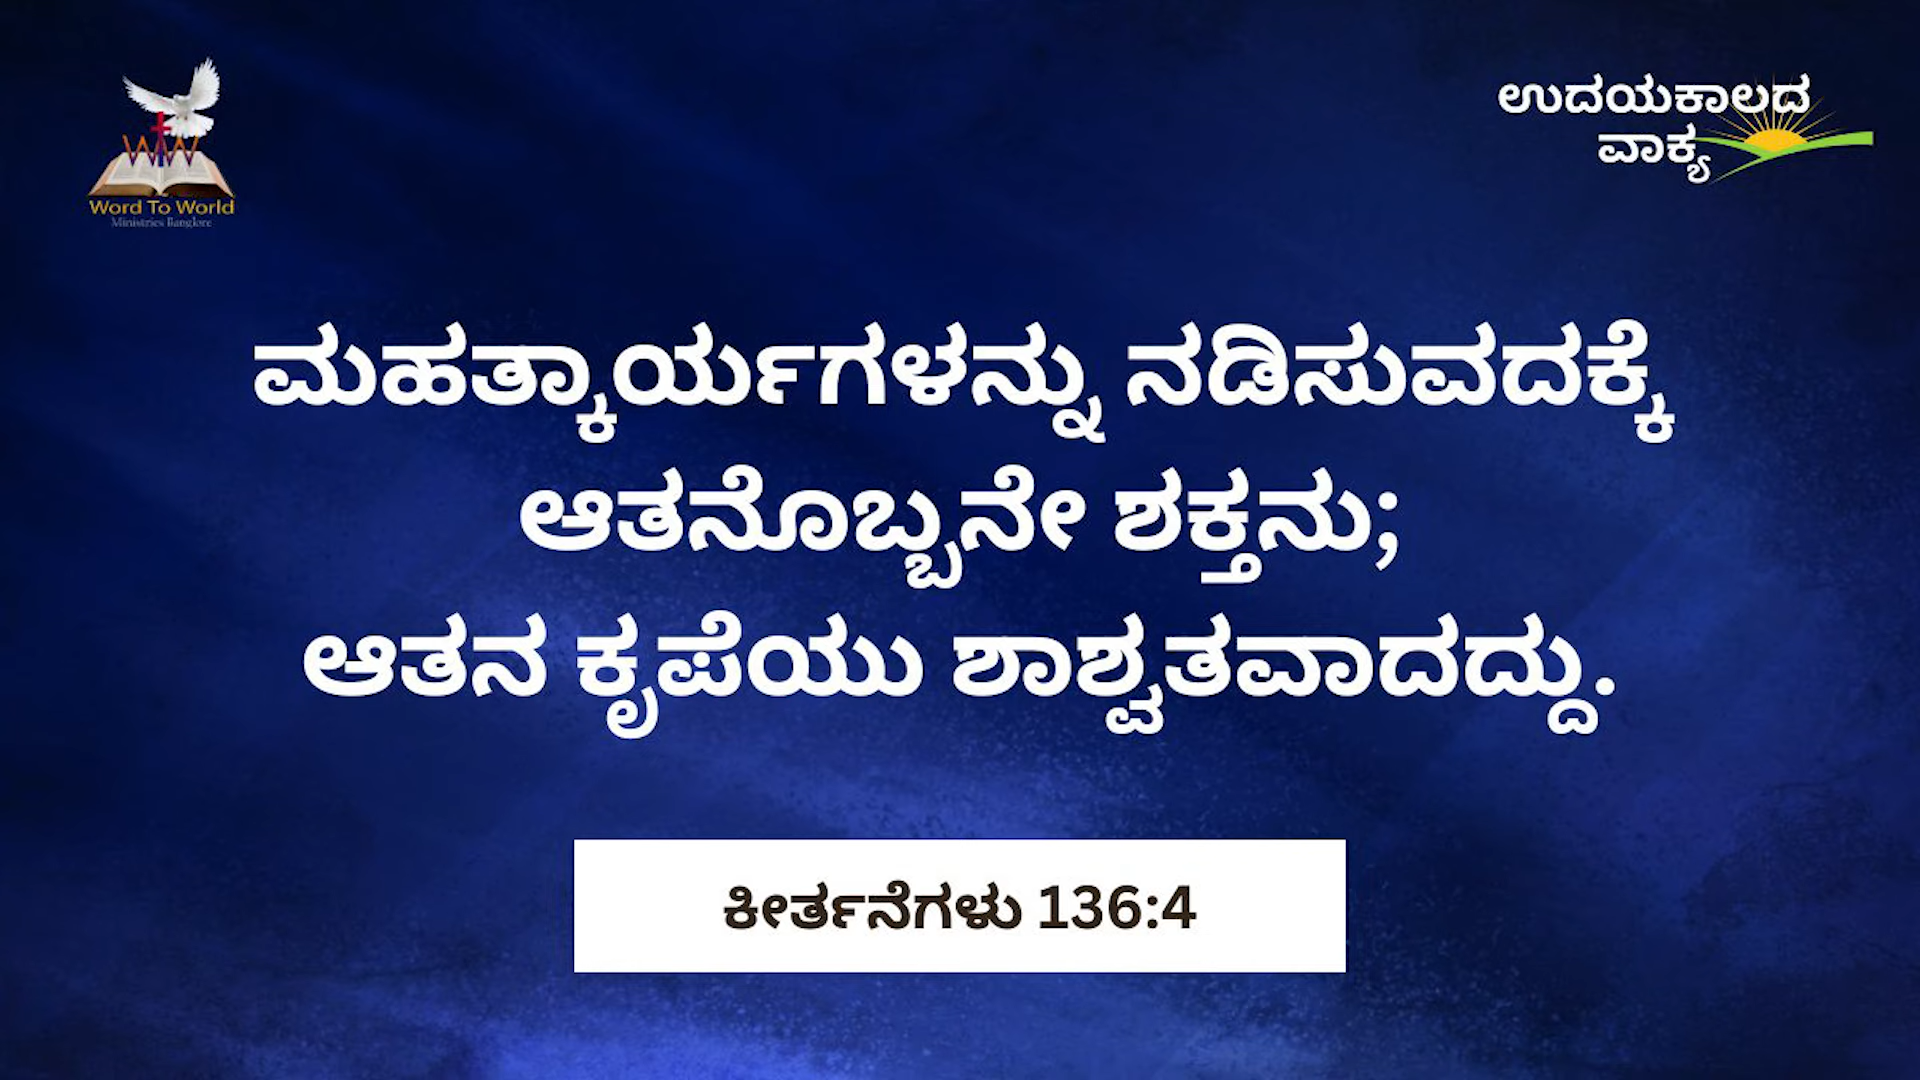 ಉದಯಕಾಲದ
ವಾಕ್ಯ
WTW
Word To World
Ministries Banglore
ಮಹತ್ಕಾರ್ಯಗಳನ್ನು ನಡಿಸುವದಕ್ಕೆ
ಆತನೊಬ್ಬನೇ ಶಕ್ತನು;
ಆತನ ಕೃಪೆಯು ಶಾಶ್ವತವಾದದ್ದು.
ಕೀರ್ತನೆಗಳು 136:4